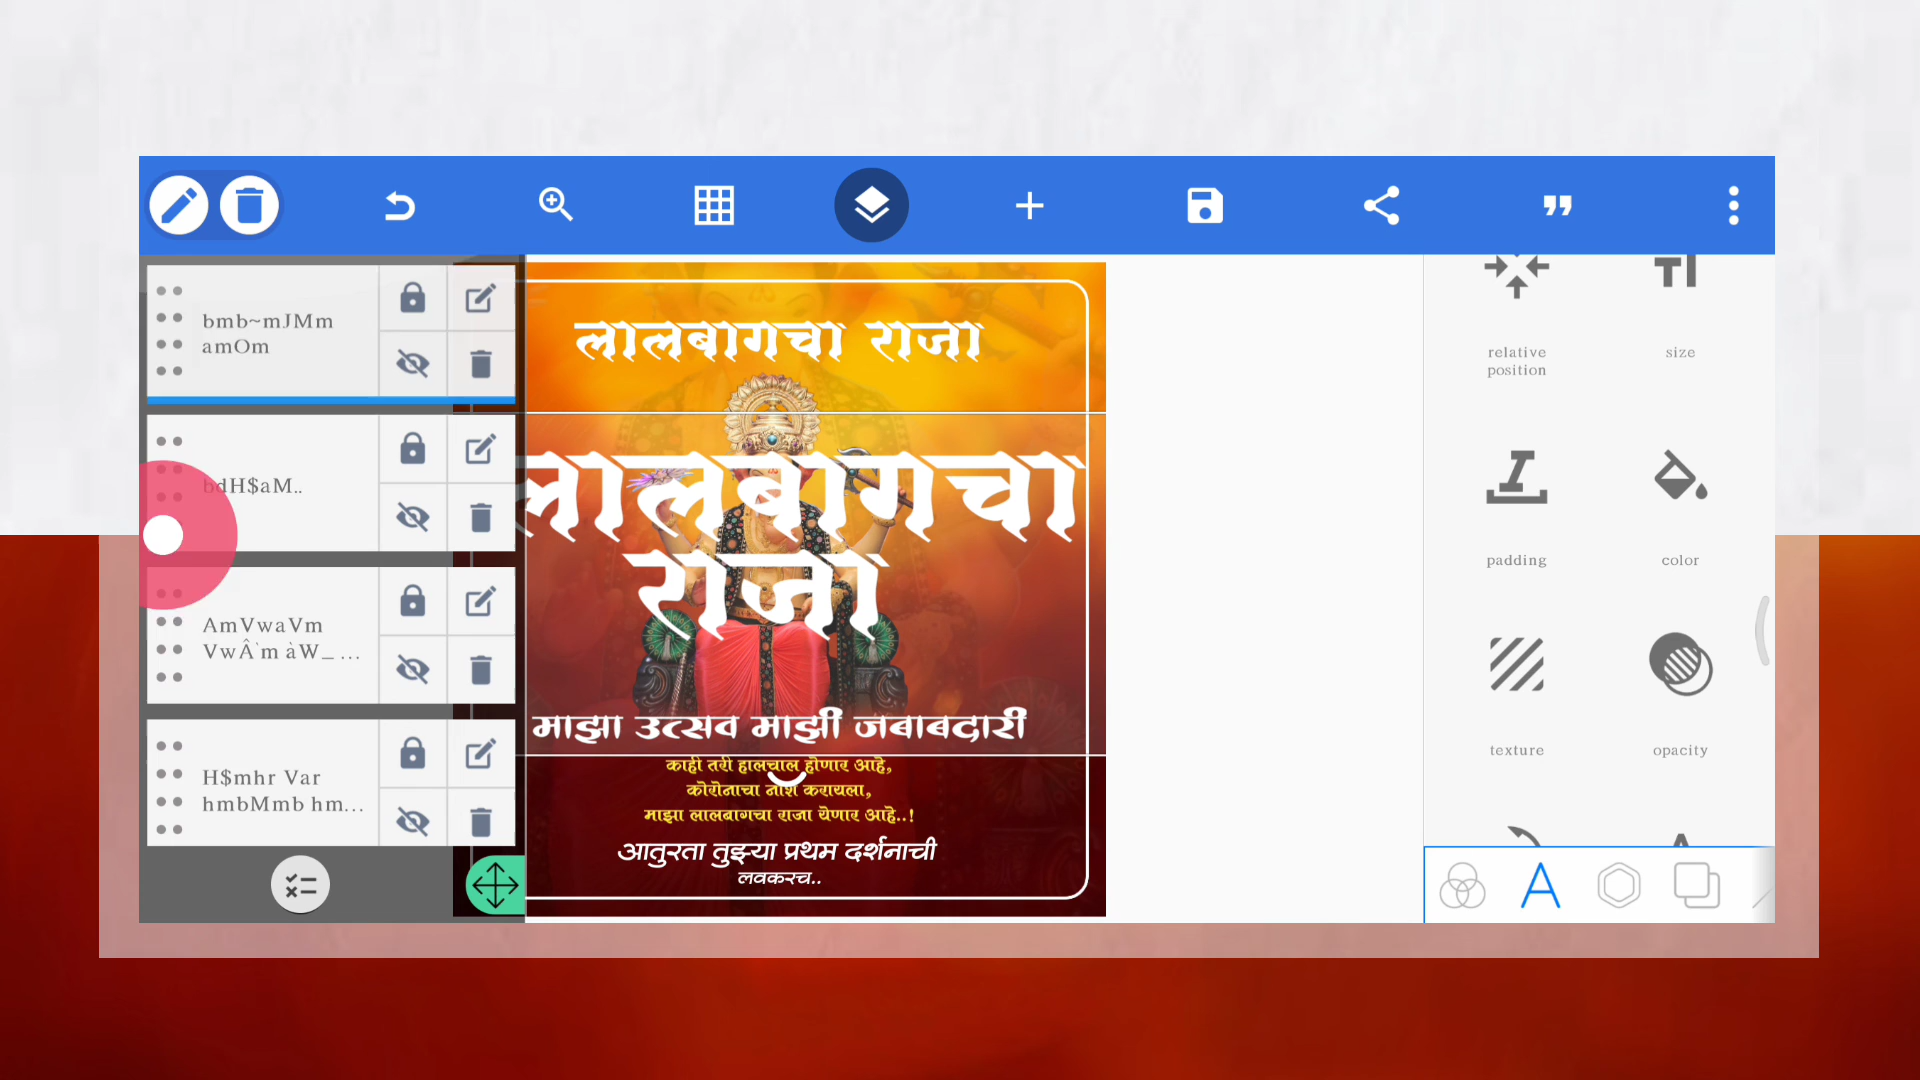 bmb~mJMm
amOm
bdH$aM..
AmVwaVm
VwÂ`m àW_ ...
H$mhr Var
hmbMmb hm...
लालबागचा राजा
लालबागचा
राजा
माझा उत्सव माझी जबाबदारी
काही तरी हालचाल होणार आहे,
कोरोनाचा नाश करायला,
माझा लालबागचा राजा येणार आहे..!
आतुरता तुझ्या प्रथम दर्शनाची
लवकरच..
relative
position
size
padding
color
texture
opacity